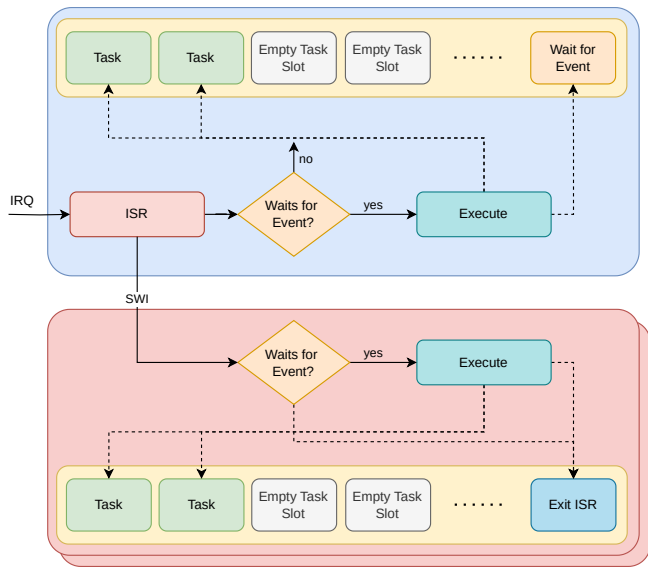 Task
Task
Empty Task
Slot
Empty Task
Slot
......
Wait for
Event
no
IRQ
ISR
Waits for
Event?
yes
Execute
SWI
Waits for
Event?
yes
Execute
Task
Task
Empty Task
Slot
Empty Task
Slot
......
Exit ISR